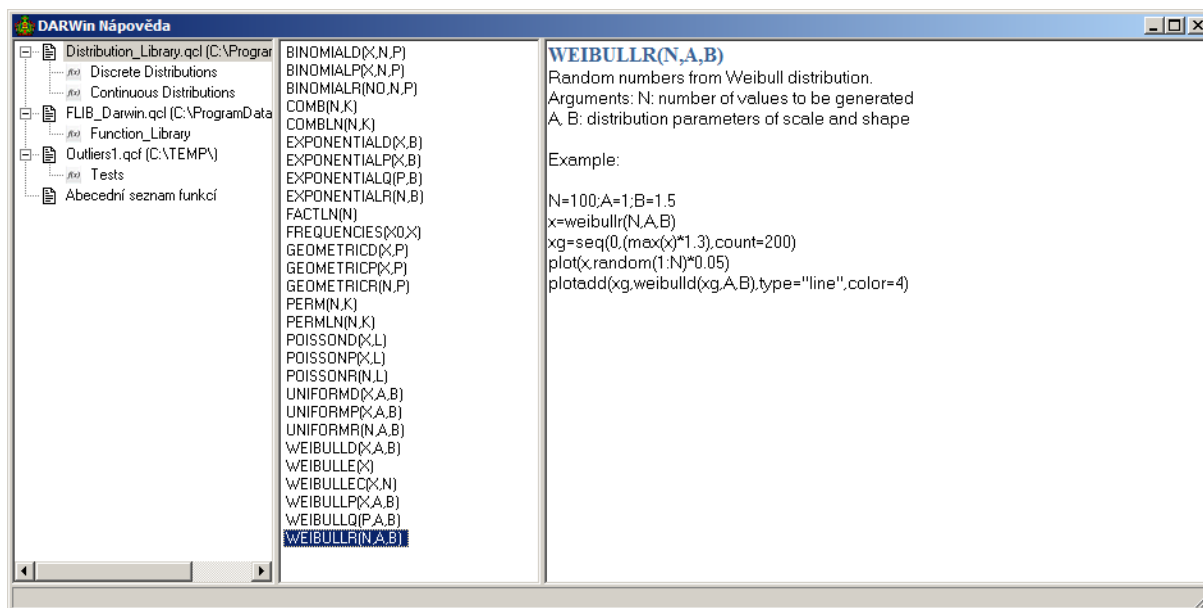 DARWin Nápověda
Distribution_Library.qcl (C:\Prograr
f(x) Discrete Distributions
f(x) Continuous Distributions
FLIB_Darwin.qcl (C:\ProgramData
f(x) Function_Library
Outliers1.qcf (C:\TEMP\)
f(x) Tests
Abecední seznam funkcí
BINOMIALD(X,N,P)
BINOMIALP(X,N,P)
BINOMIALR(NO,N,P)
COMB(N,K)
COMBLN(N,K)
EXPONENTIALD(X,B)
EXPONENTIALP(X,B)
EXPONENTIALQ(P,B)
EXPONENTIALR(N,B)
FACTLN(N)
FREQUENCIES(X0,X)
GEOMETRICD(X,P)
GEOMETRICP(X,P)
GEOMETRICR(N,P)
PERM(N,K)
PERMLN(N,K)
POISSOND(X,L)
POISSONP(X,L)
POISSONR(N,L)
UNIFORMD(X,A,B)
UNIFORMP(X,A,B)
UNIFORMR(N,A,B)
WEIBULLD(X,A,B)
WEIBULLE(X)
WEIBULLEC(X,N)
WEIBULLP(X,A,B)
WEIBULLQ(P,A,B)
WEIBULLR(N,A,B)
WEIBULLR(N,A,B)
Random numbers from Weibull distribution.
Arguments: N: number of values to be generated
A, B: distribution parameters of scale and shape
Example:
N=100;A=1;B=1.5
x=weibullr(N,A,B)
xg=seq(0,(max(x)*1.3),count=200)
plot(x,random(1:N)*0.05)
plotadd(xg,weibulld(xg,A,B),type="line",color=4)